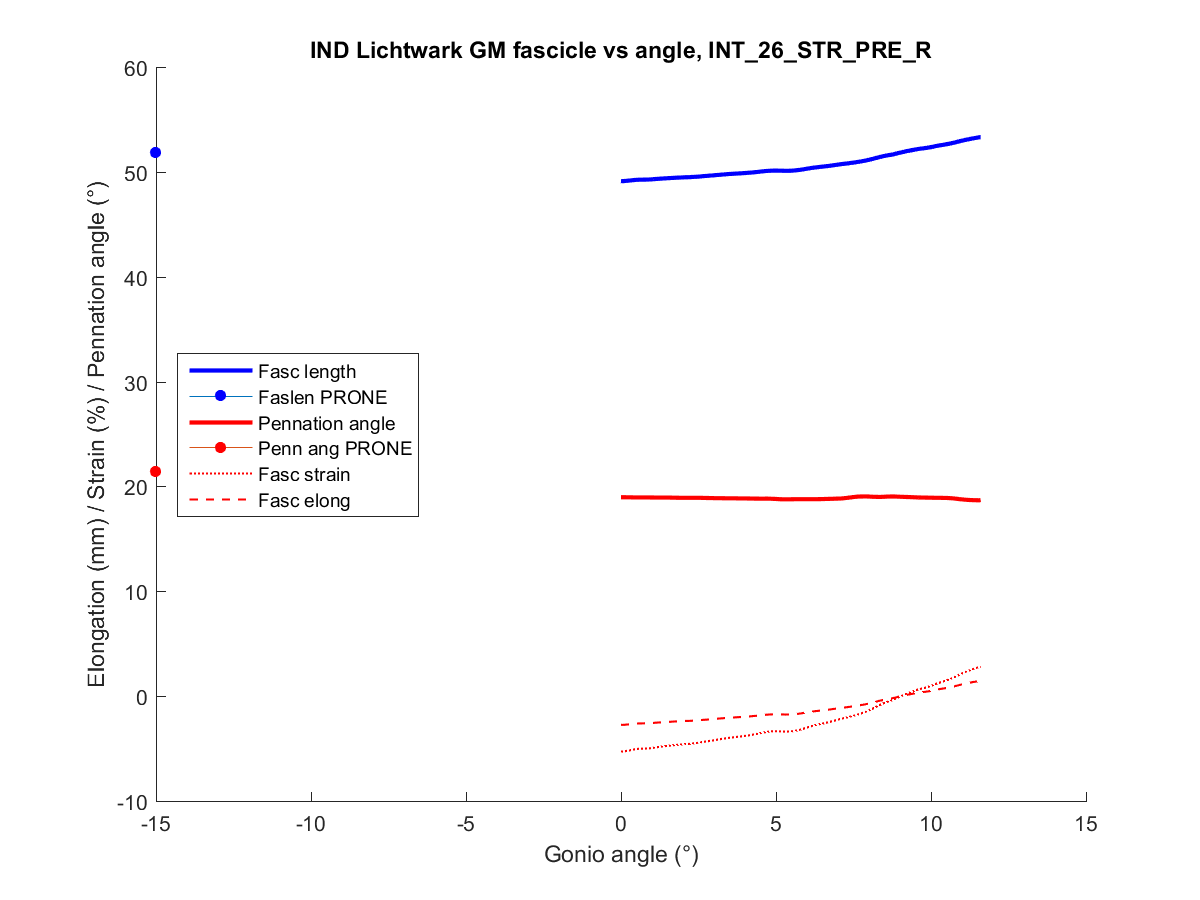 IND Lichtwark GM fascicle vs angle, INT_26_STR_PRE_R
Elongation (mm) / Strain (%) / Pennation angle (°)
60
50
40
30
20
10
0
-10
Fasc length
Faslen PRONE
Pennation angle
Penn ang PRONE
Fasc strain
Fasc elong
-15
-10
-5
0
5
10
15
Gonio angle (°)